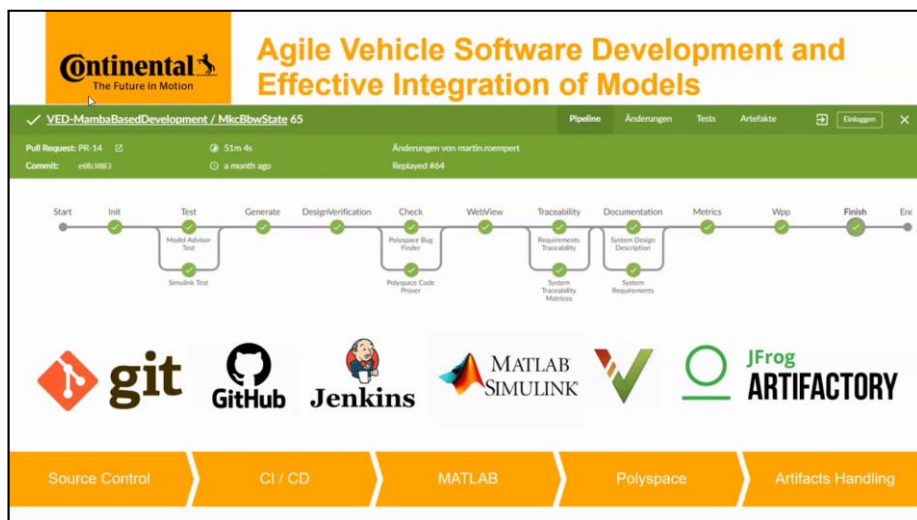 Continental
The Future in Motion
Agile Vehicle Software Development and
Effective Integration of Models
VED-MambaBasedDevelopment / MkcBbwState 65
Pipeline Änderungen Tests Artefakte Einloggen
Pull Request: PR-14 51m 4s Änderungen von martin.roempert
Commit: e0b3083 a month ago Replayed #64
Start Init Test Generate DesignVerification Check WebView Traceability Documentation Metrics Wpp Finish End
Model Advisor
Test
Polyspace Bug
Finder
Requirements
Traceability
System Design
Description
Simulink Test
Polyspace Code
Prover
System
Traceability
Matrices
System
Requirements
git
GitHub
Jenkins
MATLAB
SIMULINK
JFrog
ARTIFACTORY
Source Control
CI / CD
MATLAB
Polyspace
Artifacts Handling